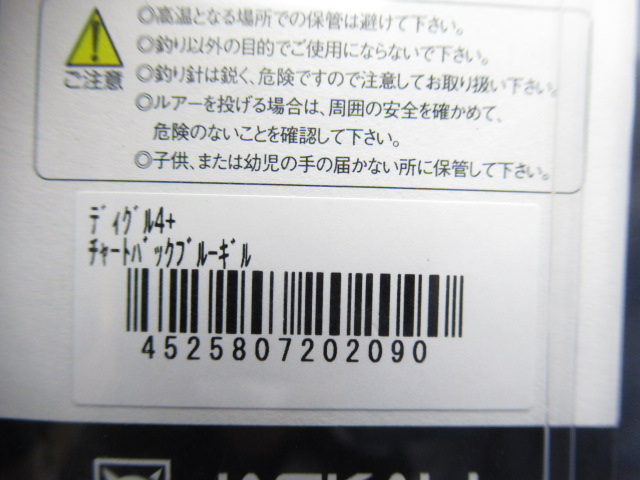 ◎高温となる場所での保管は避けて下さい。
◎釣り以外の目的でご使用にならないで下さい。
◎釣り針は鋭く、危険ですので注意してお取り扱い下さい。
◎ルアーを投げる場合は、周囲の安全を確かめて、
危険のないことを確認して下さい。
◎子供、または幼児の手の届かない所に保管して下さい。
ご注意
ﾃﾞｨｸﾞﾙ4+
ﾁｬｰﾄﾊﾞｯｸﾌﾞﾙｰｷﾞﾙ
4525807202090